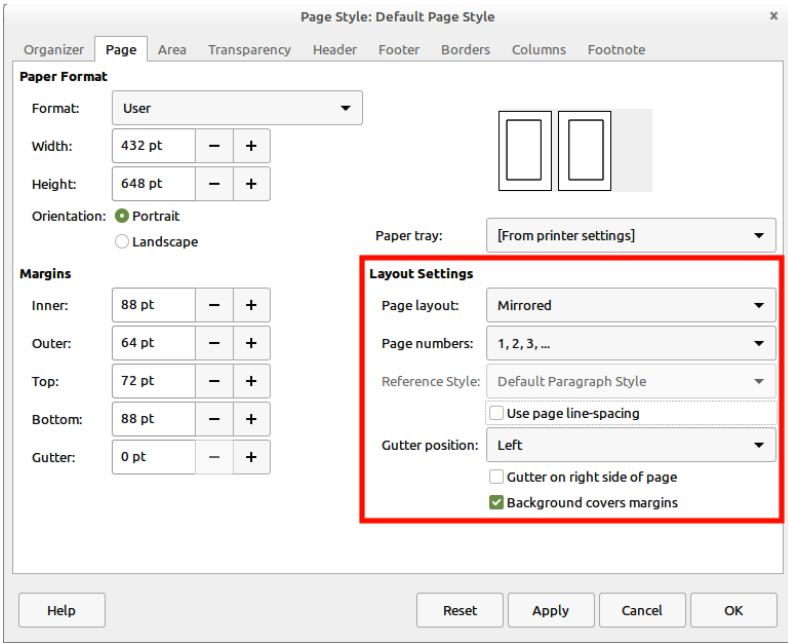 Page Style: Default Page Style
Organizer Page Area Transparency Header Footer Borders Columns Footnote
Paper Format
Format: User
Width: 432 pt
Height: 648 pt
Orientation: Portrait
Landscape
Paper tray: [From printer settings]
Margins
Inner: 88 pt
Outer: 64 pt
Top: 72 pt
Bottom: 88 pt
Gutter: 0 pt
Layout Settings
Page layout: Mirrored
Page numbers: 1, 2, 3, ...
Reference Style: Default Paragraph Style
Use page line-spacing
Gutter position: Left
Gutter on right side of page
Background covers margins
Help Reset Apply Cancel OK